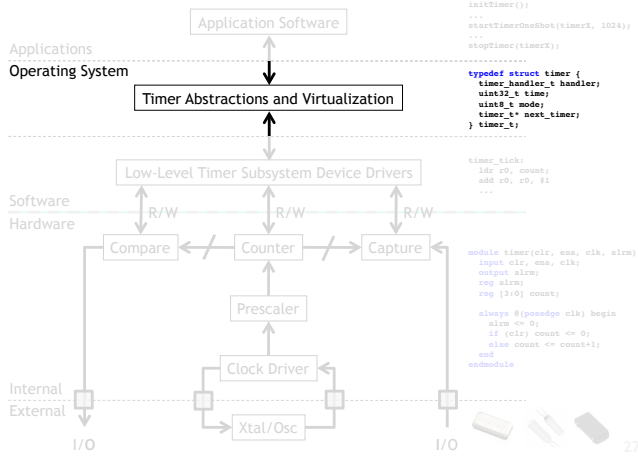 Application Software
Applications
Operating System
Timer Abstractions and Virtualization
Low-Level Timer Subsystem Device Drivers
Software
Hardware
R/W
R/W
R/W
Compare
Counter
Capture
Prescaler
Clock Driver
Internal
External
Xtal/Osc
I/O
I/O
initTimer();
...
startTimerOneShot(timerX, 1024);
...
stopTimer(timerX);
typedef struct timer {
timer_handler_t handler;
uint32_t time;
uint8_t mode;
timer_t* next_timer;
} timer_t;
timer_tick:
ldr r0, count;
add r0, r0, #1
...
module timer(clr, ena, clk, alrm);
input clr, ena, clk;
output alrm;
reg alrm;
reg [3:0] count;
always @(posedge clk) begin
alrm <= 0;
if (clr) count <= 0;
else count <= count+1;
end
endmodule
27